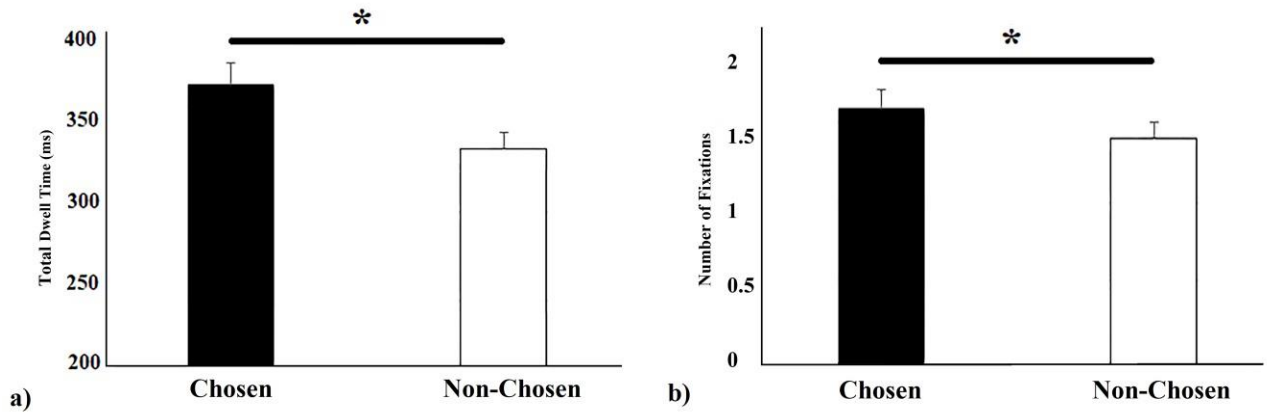 *
400
350
300
250
200
Total Dwell Time (ms)
Chosen
Non-Chosen
a)
*
2
1.5
1
0.5
0
Number of Fixations
Chosen
Non-Chosen
b)